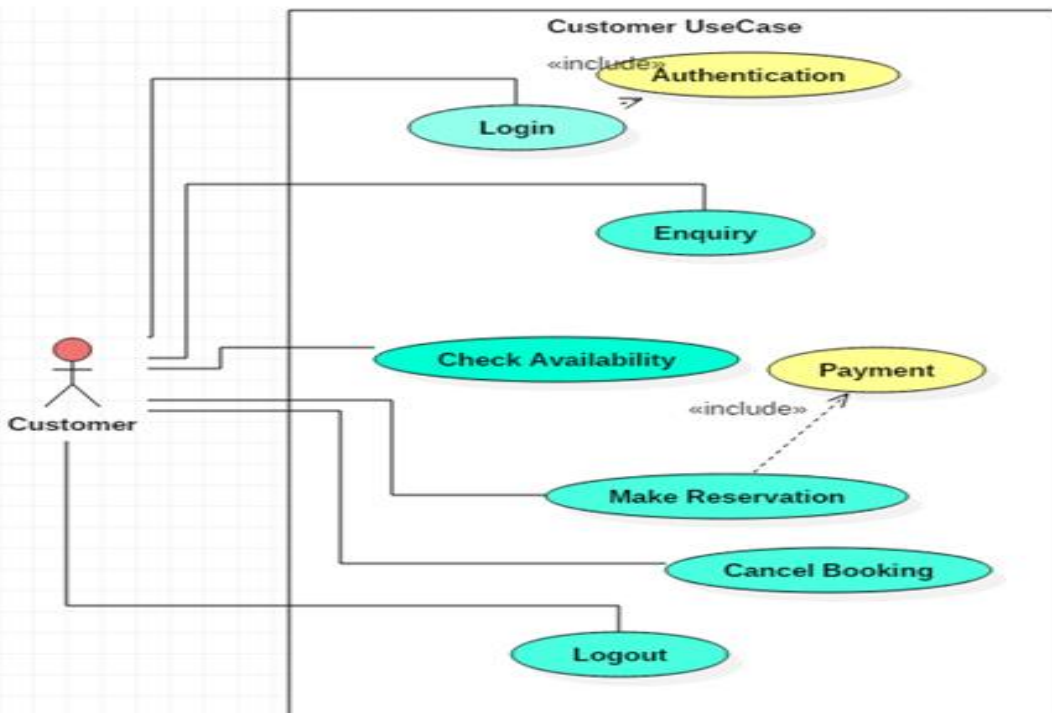 Customer UseCase
«include»
Authentication
Login
Enquiry
Check Availability
Payment
«include»
Customer
Make Reservation
Cancel Booking
Logout